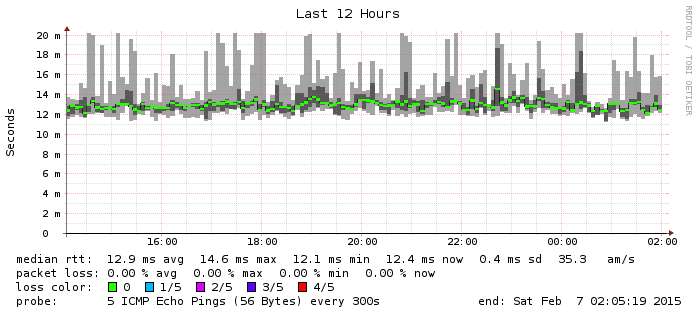 Last 12 Hours
RRDTOOL / TOBI OETIKER
Seconds
20 m
18 m
16 m
14 m
12 m
10 m
8 m
6 m
4 m
2 m
0
16:00 18:00 20:00 22:00 00:00 02:00
median rtt: 12.9 ms avg 14.6 ms max 12.1 ms min 12.4 ms now 0.4 ms sd 35.3 am/s
packet loss: 0.00 % avg 0.00 % max 0.00 % min 0.00 % now
loss color: 0 1/5 2/5 3/5 4/5
probe: 5 ICMP Echo Pings (56 Bytes) every 300s end: Sat Feb 7 02:05:19 2015